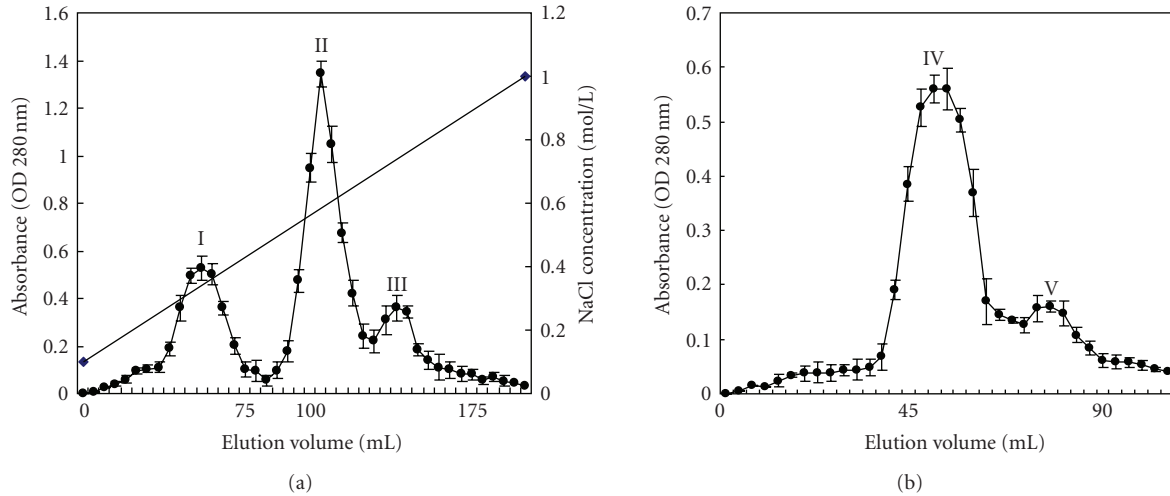 1.6
1.4
1.2
1
0.8
0.6
0.4
0.2
0
Absorbance (OD 280 nm)
I
II
III
1.2
1
0.8
0.6
0.4
0.2
0
NaCl concentration (mol/L)
0 75 100 175
Elution volume (mL)
(a)
0.7
0.6
0.5
0.4
0.3
0.2
0.1
0
Absorbance (OD 280 nm)
IV
V
0 45 90
Elution volume (mL)
(b)